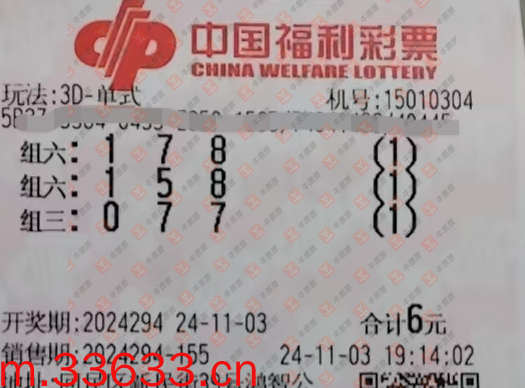 中国福利彩票
CHINA WELFARE LOTTERY
玩法:3D-单式 机号:15010304
组六: 1 7 8 (1)
组六: 1 5 8 (1)
组三: 0 7 7 (1)
开奖期:2024294 24-11-03 合计6元
销售期:2024294-155 24-11-03 19:14:02
m.33633.cn